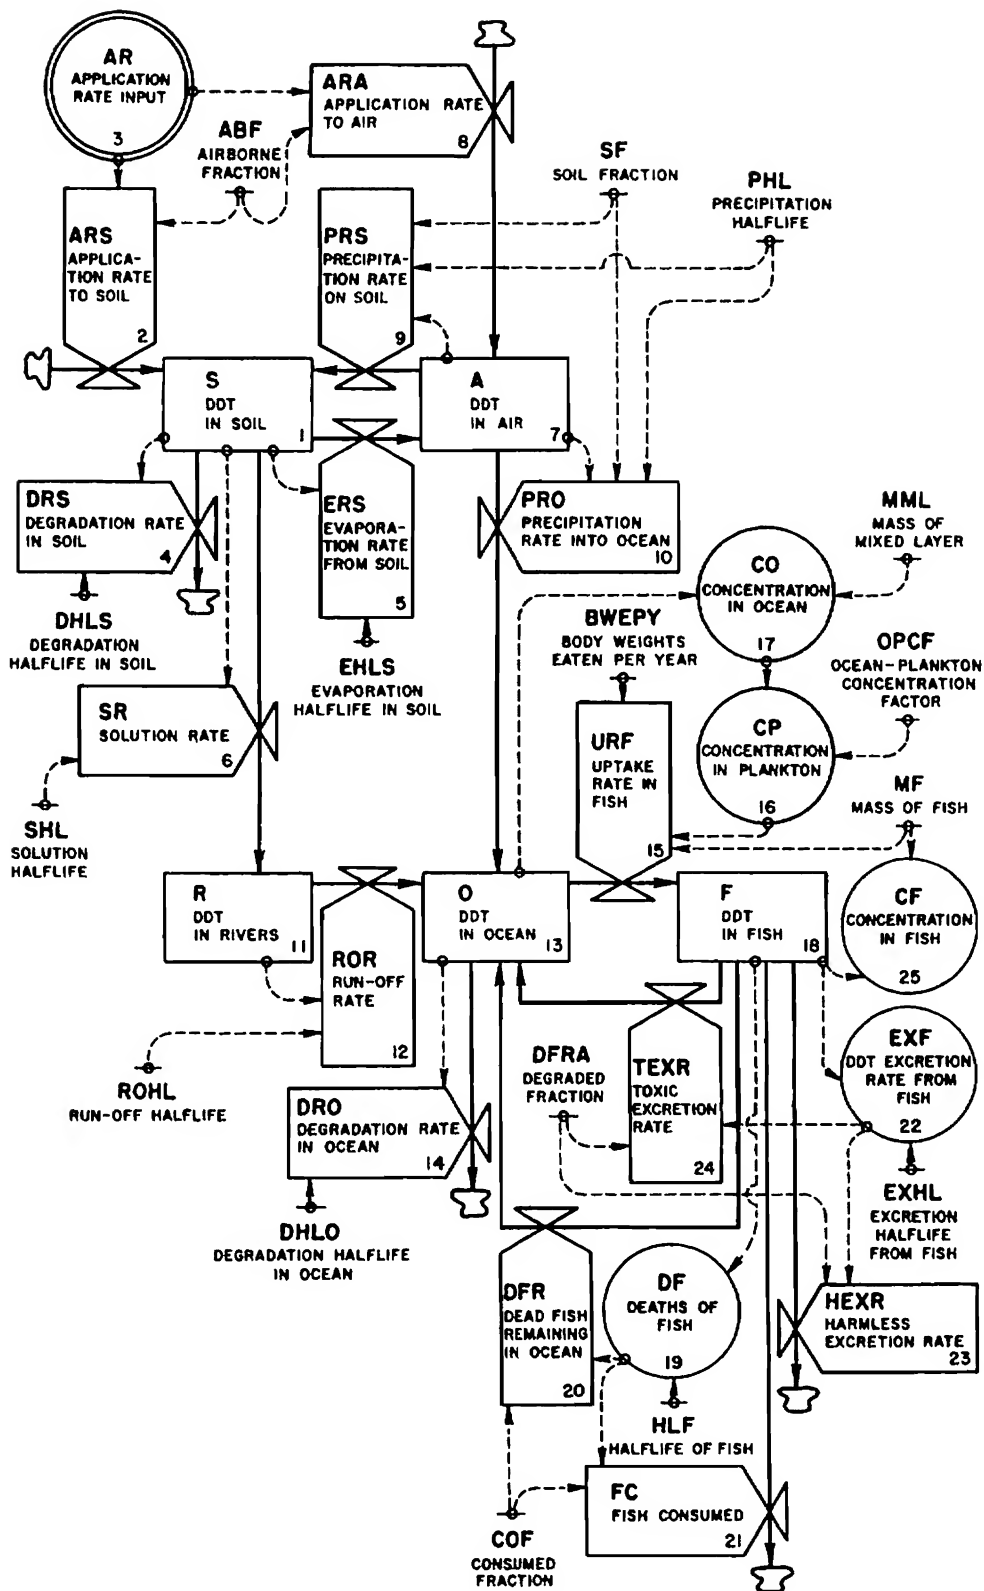 AR
APPLICATION
RATE INPUT
3
ARA
APPLICATION RATE
TO AIR
8
ABF
AIRBORNE
FRACTION
SF
SOIL FRACTION
PHL
PRECIPITATION
HALFLIFE
ARS
APPLICA-
TION RATE
TO SOIL
2
PRS
PRECIPITA-
TION RATE
ON SOIL
9
S
DDT
IN SOIL
1
A
DDT
IN AIR
7
DRS
DEGRADATION RATE
IN SOIL
4
ERS
EVAPORA-
TION RATE
FROM SOIL
5
PRO
PRECIPITATION
RATE INTO OCEAN
10
MML
MASS OF
MIXED LAYER
CO
CONCENTRATION
IN OCEAN
17
DHLS
DEGRADATION
HALFLIFE IN SOIL
EHLS
EVAPORATION
HALFLIFE IN SOIL
BWEPY
BODY WEIGHTS
EATEN PER YEAR
OPCF
OCEAN-PLANKTON
CONCENTRATION
FACTOR
SR
SOLUTION RATE
6
URF
UPTAKE
RATE IN
FISH
15
CP
CONCENTRATION
IN PLANKTON
16
MF
MASS OF FISH
SHL
SOLUTION
HALFLIFE
R
DDT
IN RIVERS
11
O
DDT
IN OCEAN
13
F
DDT
IN FISH
18
CF
CONCENTRATION
IN FISH
25
ROR
RUN-OFF
RATE
12
ROHL
RUN-OFF HALFLIFE
DFRA
DEGRADED
FRACTION
TEXR
TOXIC
EXCRETION
RATE
24
EXF
DDT EXCRETION
RATE FROM
FISH
22
DRO
DEGRADATION RATE
IN OCEAN
14
EXHL
EXCRETION
HALFLIFE
FROM FISH
DHLO
DEGRADATION HALFLIFE
IN OCEAN
DFR
DEAD FISH
REMAINING
IN OCEAN
20
DF
DEATHS OF
FISH
19
HEXR
HARMLESS
EXCRETION RATE
23
HLF
HALFLIFE OF FISH
FC
FISH CONSUMED
21
COF
CONSUMED
FRACTION